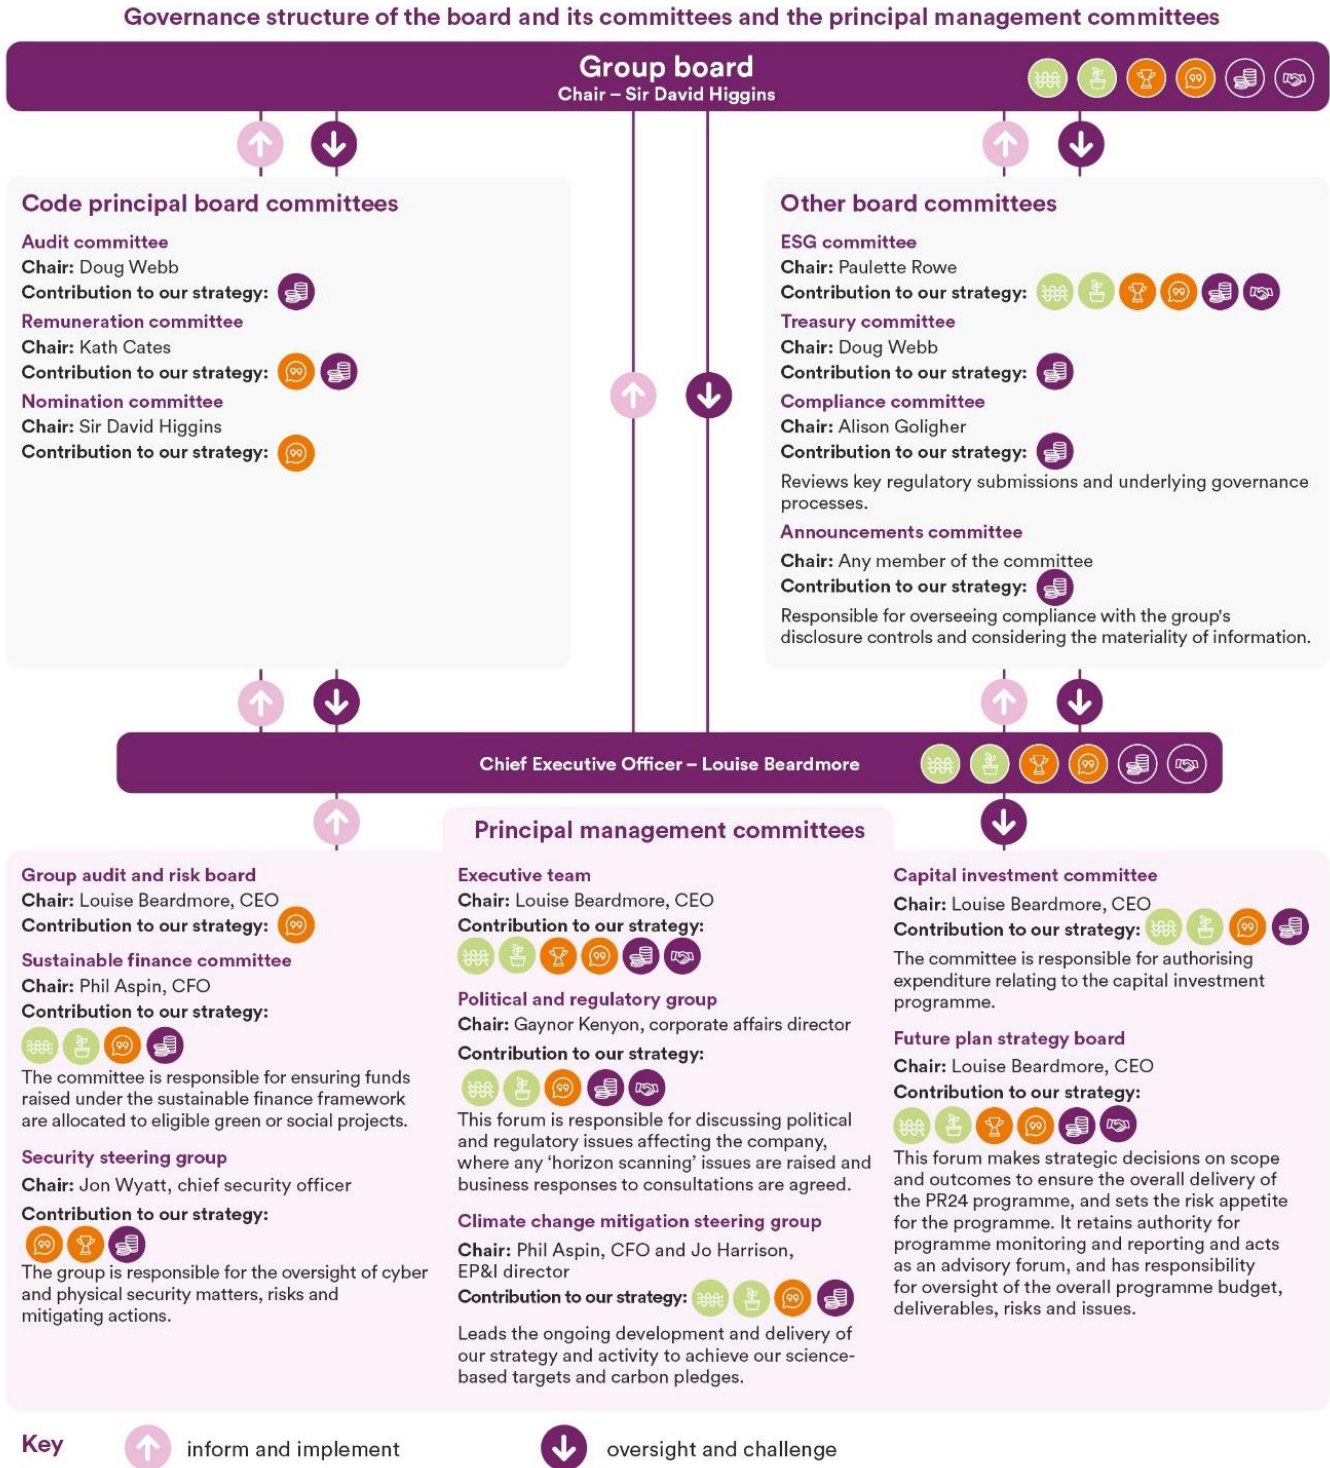 Governance structure of the board and its committees and the principal management committees
Group board
Chair – Sir David Higgins
Code principal board committees
Audit committee
Chair: Doug Webb
Contribution to our strategy:
Remuneration committee
Chair: Kath Cates
Contribution to our strategy:
Nomination committee
Chair: Sir David Higgins
Contribution to our strategy:
Other board committees
ESG committee
Chair: Paulette Rowe
Contribution to our strategy:
Treasury committee
Chair: Doug Webb
Contribution to our strategy:
Compliance committee
Chair: Alison Goligher
Contribution to our strategy:
Reviews key regulatory submissions and underlying governance
processes.
Announcements committee
Chair: Any member of the committee
Contribution to our strategy:
Responsible for overseeing compliance with the group's
disclosure controls and considering the materiality of information.
Chief Executive Officer – Louise Beardmore
Principal management committees
Group audit and risk board
Chair: Louise Beardmore, CEO
Contribution to our strategy:
Sustainable finance committee
Chair: Phil Aspin, CFO
Contribution to our strategy:
The committee is responsible for ensuring funds
raised under the sustainable finance framework
are allocated to eligible green or social projects.
Security steering group
Chair: Jon Wyatt, chief security officer
Contribution to our strategy:
The group is responsible for the oversight of cyber
and physical security matters, risks and
mitigating actions.
Executive team
Chair: Louise Beardmore, CEO
Contribution to our strategy:
Political and regulatory group
Chair: Gaynor Kenyon, corporate affairs director
Contribution to our strategy:
This forum is responsible for discussing political
and regulatory issues affecting the company,
where any ‘horizon scanning’ issues are raised and
business responses to consultations are agreed.
Climate change mitigation steering group
Chair: Phil Aspin, CFO and Jo Harrison,
EP&I director
Contribution to our strategy:
Leads the ongoing development and delivery of
our strategy and activity to achieve our science-
based targets and carbon pledges.
Capital investment committee
Chair: Louise Beardmore, CEO
Contribution to our strategy:
The committee is responsible for authorising
expenditure relating to the capital investment
programme.
Future plan strategy board
Chair: Louise Beardmore, CEO
Contribution to our strategy:
This forum makes strategic decisions on scope
and outcomes to ensure the overall delivery of
the PR24 programme, and sets the risk appetite
for the programme. It retains authority for
programme monitoring and reporting and acts
as an advisory forum, and has responsibility
for oversight of the overall programme budget,
deliverables, risks and issues.
Key
inform and implement
oversight and challenge